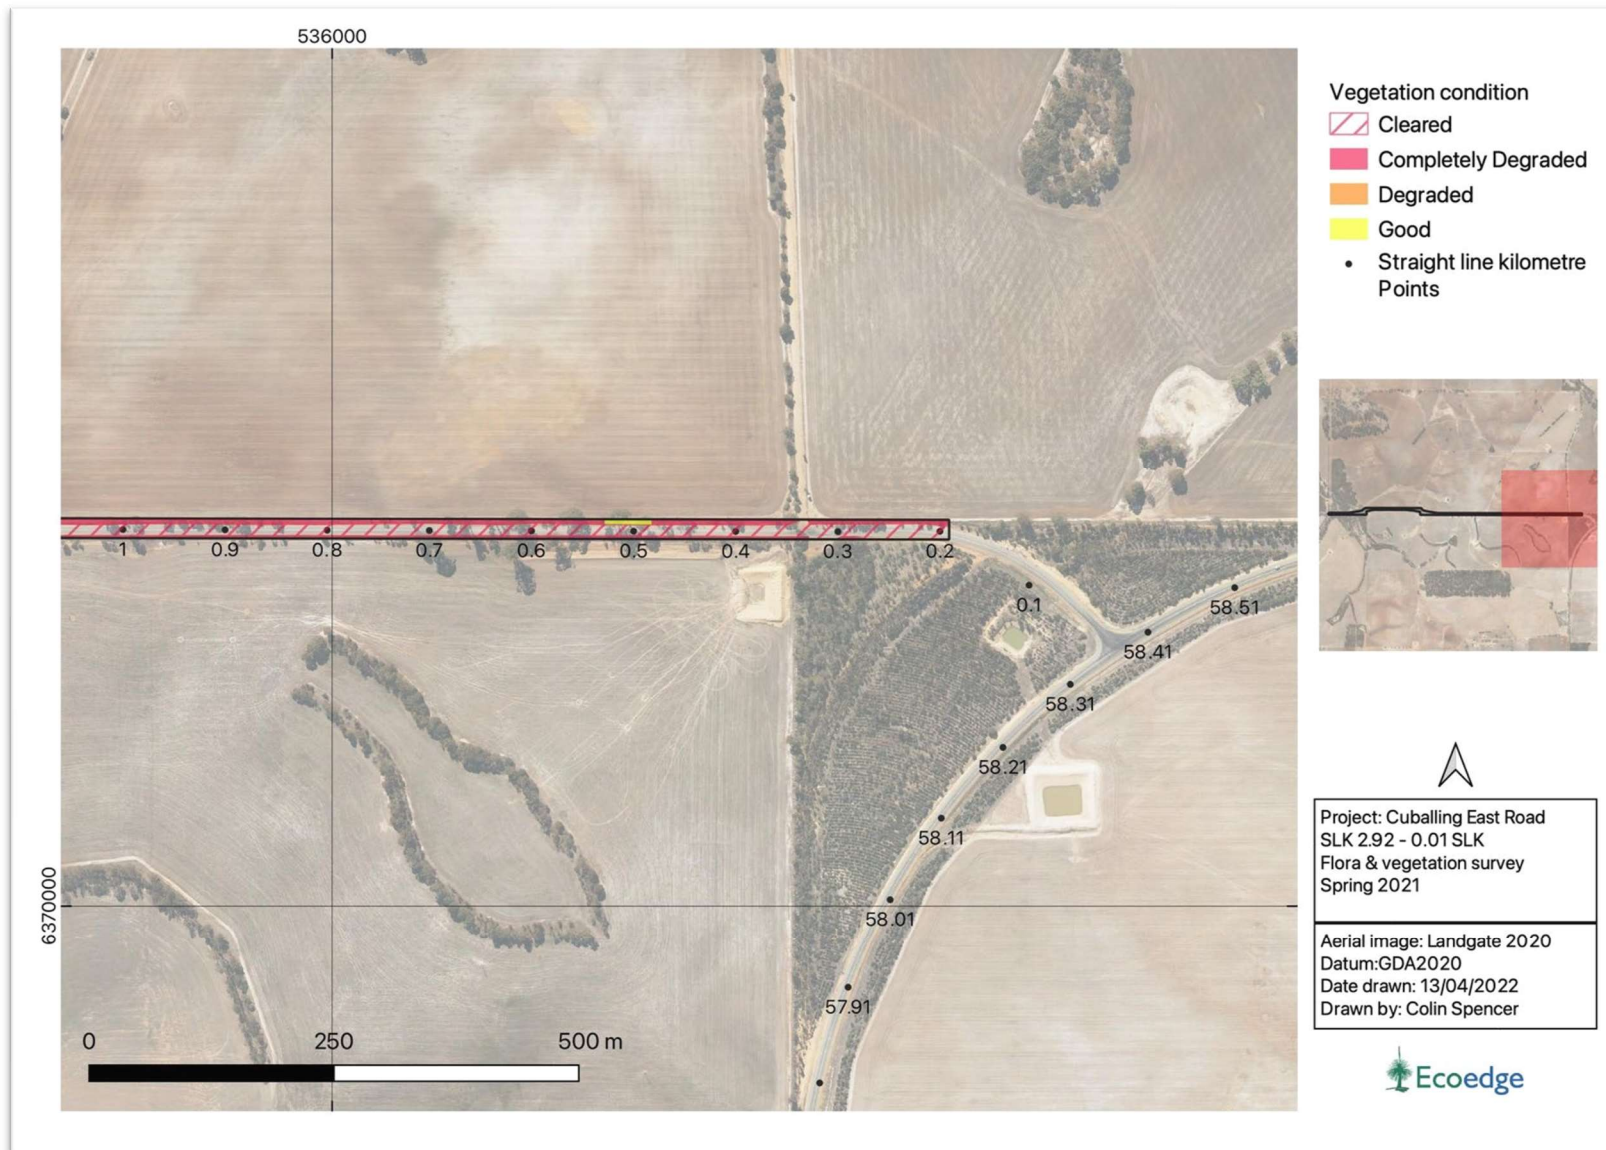 536000
6370000
1
0.9
0.8
0.7
0.6
0.5
0.4
0.3
0.2
0.1
58.51
58.41
58.31
58.21
58.11
58.01
57.91
0 250 500 m
Vegetation condition
Cleared
Completely Degraded
Degraded
Good
Straight line kilometre
Points
Project: Cuballing East Road
SLK 2.92 - 0.01 SLK
Flora & vegetation survey
Spring 2021
Aerial image: Landgate 2020
Datum:GDA2020
Date drawn: 13/04/2022
Drawn by: Colin Spencer
Ecoedge